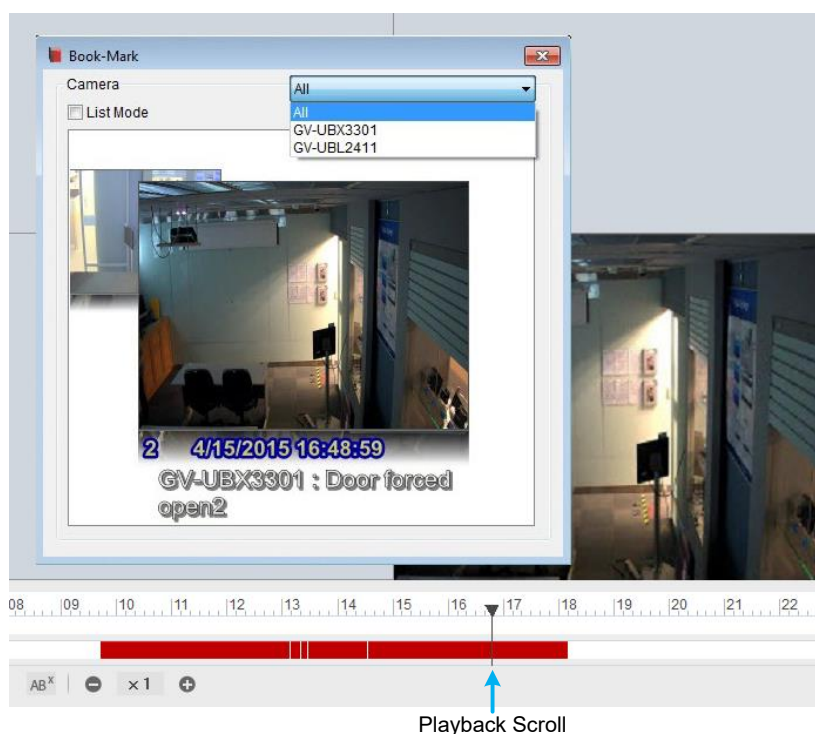 Book-Mark
Camera
All
List Mode
All
GV-UBX3301
GV-UBL2411
2 4/15/2015 16:48:59
GV-UBX3301 : Door forced
open2
08 09 10 11 12 13 14 15 16 17 18 19 20 21 22
ABX
×1
Playback Scroll